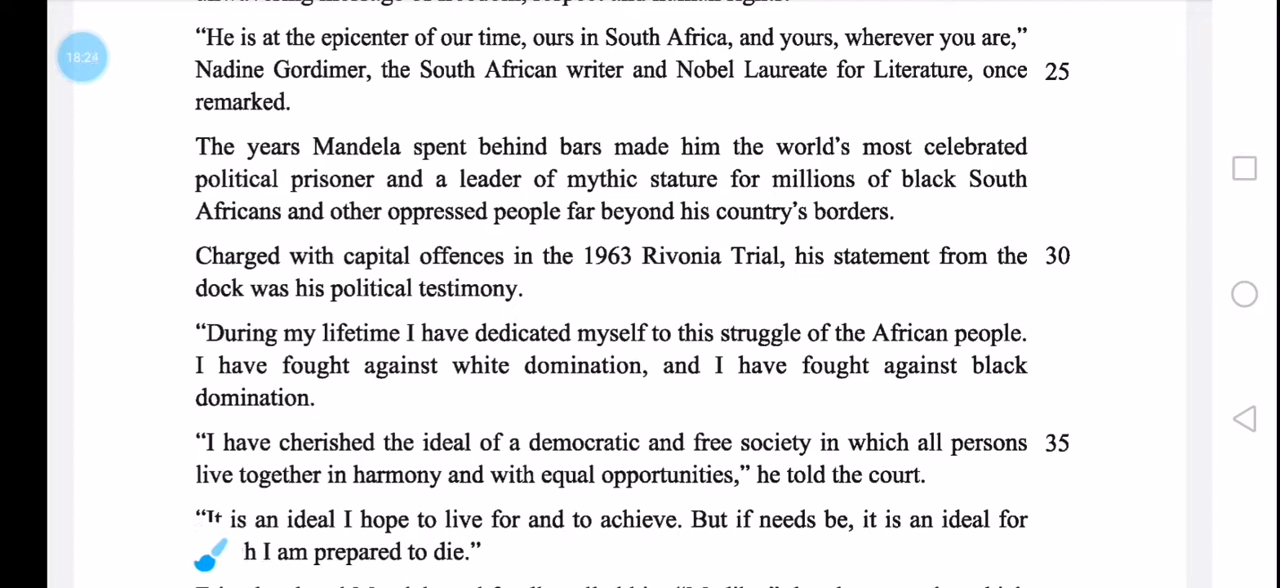 18:24
“He is at the epicenter of our time, ours in South Africa, and yours, wherever you are,”
Nadine Gordimer, the South African writer and Nobel Laureate for Literature, once 25
remarked.
The years Mandela spent behind bars made him the world’s most celebrated
political prisoner and a leader of mythic stature for millions of black South
Africans and other oppressed people far beyond his country’s borders.
Charged with capital offences in the 1963 Rivonia Trial, his statement from the 30
dock was his political testimony.
“During my lifetime I have dedicated myself to this struggle of the African people.
I have fought against white domination, and I have fought against black
domination.
“I have cherished the ideal of a democratic and free society in which all persons 35
live together in harmony and with equal opportunities,” he told the court.
“It is an ideal I hope to live for and to achieve. But if needs be, it is an ideal for
h I am prepared to die.”